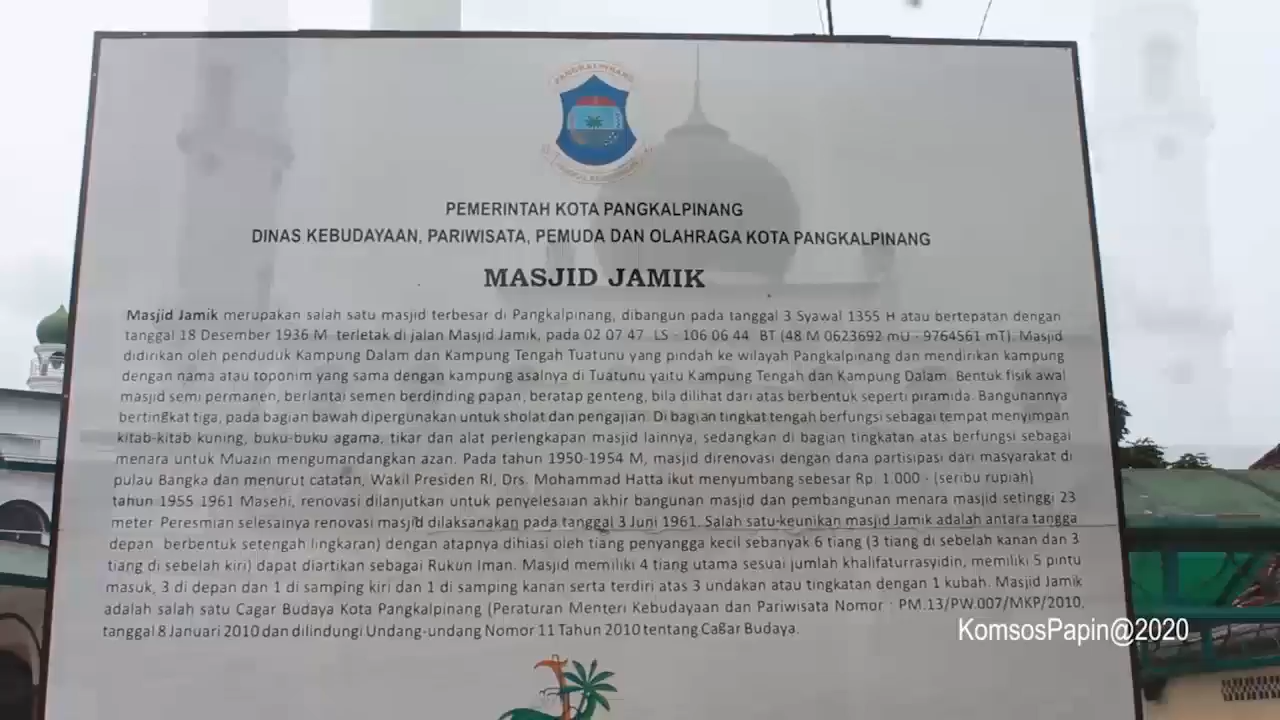 PANGKALPINANG
PEMERINTAH KOTA PANGKALPINANG
DINAS KEBUDAYAAN, PARIWISATA, PEMUDA DAN OLAHRAGA KOTA PANGKALPINANG
MASJID JAMIK
Masjid Jamik merupakan salah satu masjid terbesar di Pangkalpinang, dibangun pada tanggal 3 Syawal 1355 H atau bertepatan dengan
tanggal 18 Desember 1936 M terletak di jalan Masjid Jamik, pada 02 07 47 LS - 106 06 44 BT (48 M 0623692 mU - 9764561 mT). Masjid
didirikan oleh penduduk Kampung Dalam dan Kampung Tengah Tuatunu yang pindah ke wilayah Pangkalpinang dan mendirikan kampung
dengan nama atau toponim yang sama dengan kampung asalnya di Tuatunu yaitu Kampung Tengah dan Kampung Dalam. Bentuk fisik awal
masjid semi permanen, berlantai semen berdinding papan, beratap genteng, bila dilihat dari atas berbentuk seperti piramida. Bangunannya
bertingkat tiga, pada bagian bawah dipergunakan untuk sholat dan pengajian. Di bagian tingkat tengah berfungsi sebagai tempat menyimpan
kitab-kitab kuning, buku-buku agama, tikar dan alat perlengkapan masjid lainnya, sedangkan di bagian tingkatan atas berfungsi sebagai
menara untuk Muazin mengumandangkan azan. Pada tahun 1950-1954 M, masjid direnovasi dengan dana partisipasi dari masyarakat di
pulau Bangka dan menurut catatan, Wakil Presiden RI, Drs. Mohammad Hatta ikut menyumbang sebesar Rp. 1.000 - (seribu rupiah)
tahun 1955 1961 Masehi, renovasi dilanjutkan untuk penyelesaian akhir bangunan masjid dan pembangunan menara masjid setinggi 23
meter. Peresmian selesainya renovasi masjid dilaksanakan pada tanggal 3 Juni 1961. Salah satu-keunikan masjid Jamik adalah antara tangga
depan berbentuk setengah lingkaran) dengan atapnya dihiasi oleh tiang penyangga kecil sebanyak 6 tiang (3 tiang di sebelah kanan dan 3
tiang di sebelah kiri) dapat diartikan sebagai Rukun Iman. Masjid memiliki 4 tiang utama sesuai jumlah khalifaturrasyidin, memiliki 5 pintu
masuk, 3 di depan dan 1 di samping kiri dan 1 di samping kanan serta terdiri atas 3 undakan atau tingkatan dengan 1 kubah. Masjid Jamik
adalah salah satu Cagar Budaya Kota Pangkalpinang (Peraturan Menteri Kebudayaan dan Pariwisata Nomor : PM.13/PW.007/MKP/2010,
tanggal 8 Januari 2010 dan dilindungi Undang-undang Nomor 11 Tahun 2010 tentang Cagar Budaya.
KomsosPapin@2020